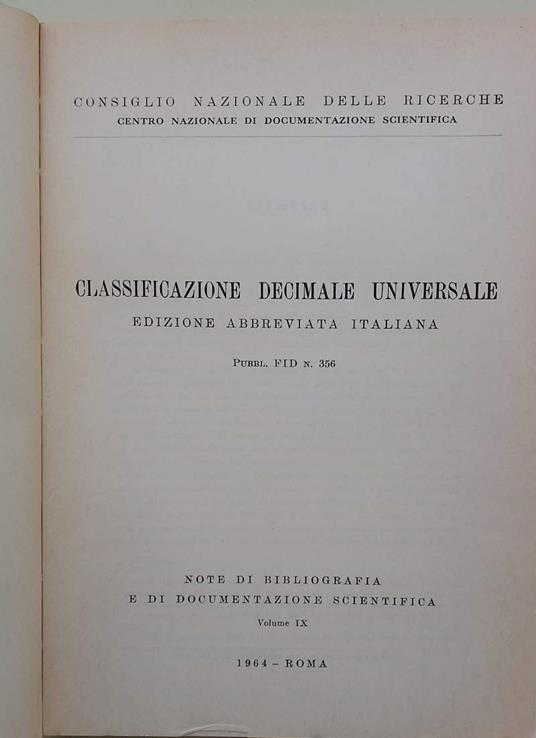 CONSIGLIO NAZIONALE DELLE RICERCHE
CENTRO NAZIONALE DI DOCUMENTAZIONE SCIENTIFICA
CLASSIFICAZIONE DECIMALE UNIVERSALE
EDIZIONE ABBREVIATA ITALIANA
PUBBL. FID N. 356
NOTE DI BIBLIOGRAFIA
E DI DOCUMENTAZIONE SCIENTIFICA
Volume IX
1964 – ROMA